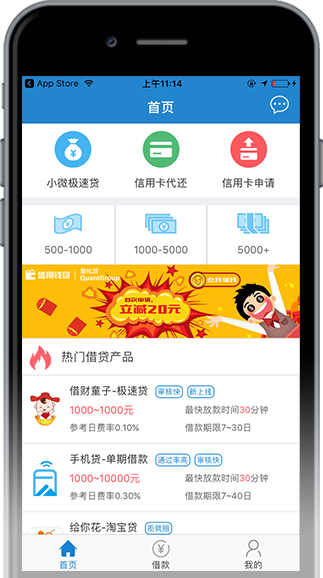 App Store 上午11:14
首页
小微极速贷 信用卡代还 信用卡申请
500-1000 1000-5000 5000+
信用钱包 量化派
QuantGroup
首次申请
立减20元
热门借贷产品
借财童子-极速贷 审核快 新上线
1000~1000元 最快放款时间30分钟
参考日费率0.10% 借款期限7~30日
手机贷-单期借款 通过率高 审核快
1000~10000元 最快放款时间30分钟
参考日费率0.30% 借款期限7~40日
给你花-淘宝贷 拒就赔
首页 借款 我的